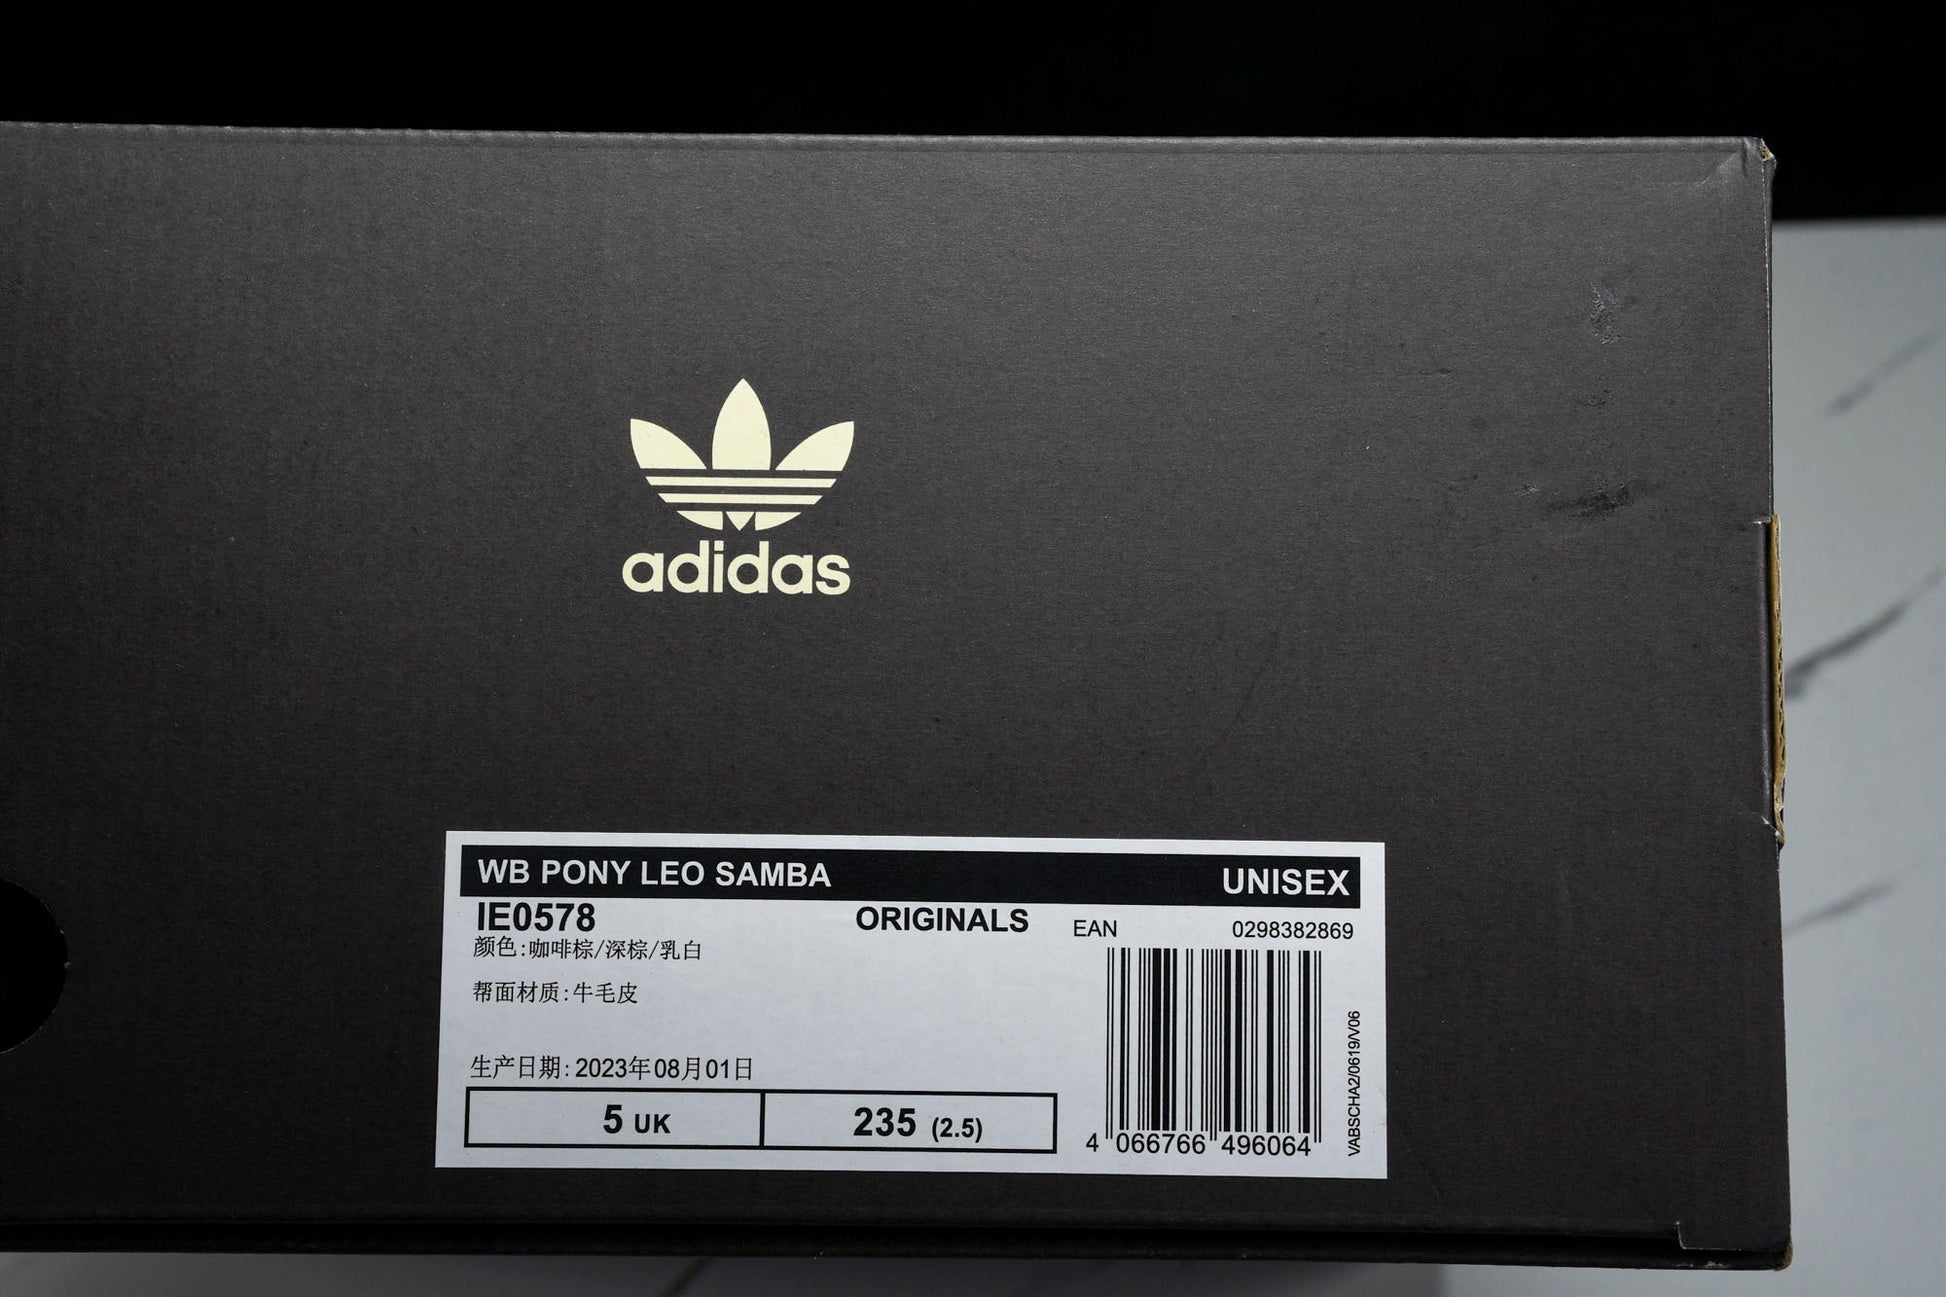 adidas
WB PONY LEO SAMBA UNISEX
IE0578 ORIGINALS EAN 0298382869
颜色:咖啡棕/深棕/乳白
帮面材质:牛毛皮
生产日期:2023年08月01日
5 UK 235 (2.5)
4 066766 496064
VABSCHA2/0619/V06